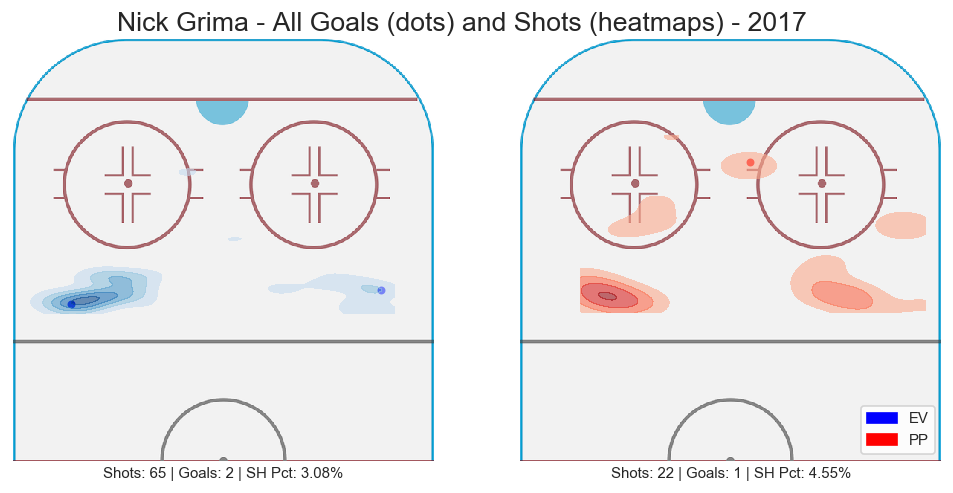 Nick Grima - All Goals (dots) and Shots (heatmaps) - 2017
EV
PP
Shots: 65 | Goals: 2 | SH Pct: 3.08%
Shots: 22 | Goals: 1 | SH Pct: 4.55%